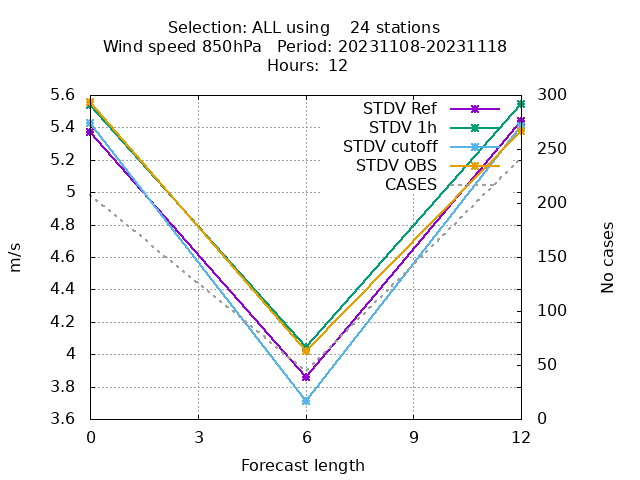 Selection: ALL using    24 stations
Wind speed 850hPa   Period: 20231108-20231118
Hours:  12
STDV Ref
STDV 1h
STDV cutoff
STDV OBS
CASES
5.6
5.4
5.2
5
4.8
4.6
4.4
4.2
4
3.8
3.6
m/s
300
250
200
150
100
50
0
No cases
0 3 6 9 12
Forecast length